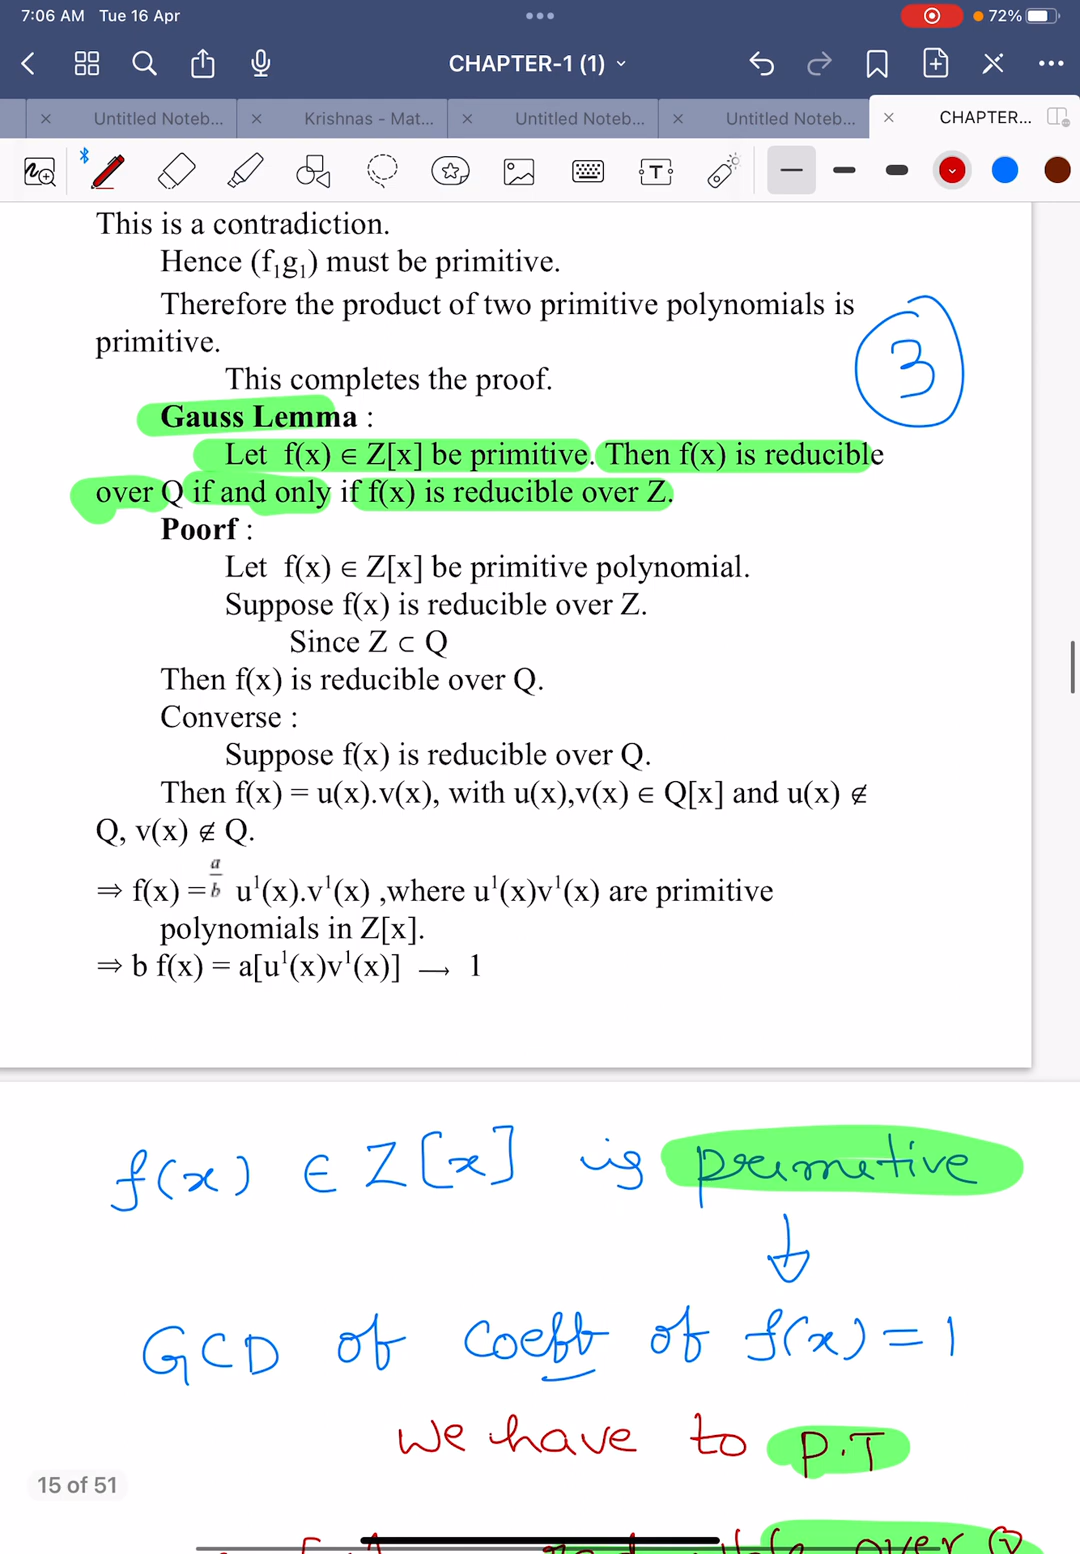 7:06 AM Tue 16 Apr
72%
CHAPTER-1 (1)
Untitled Noteb...
Krishnas - Mat...
Untitled Noteb...
Untitled Noteb...
CHAPTER...
This is a contradiction.
Hence (f₁g₁) must be primitive.
Therefore the product of two primitive polynomials is
primitive.
3
This completes the proof.
Gauss Lemma :
Let f(x) ∈ Z[x] be primitive. Then f(x) is reducible
over Q if and only if f(x) is reducible over Z.
Poorf :
Let f(x) ∈ Z[x] be primitive polynomial.
Suppose f(x) is reducible over Z.
Since Z ⊂ Q
Then f(x) is reducible over Q.
Converse :
Suppose f(x) is reducible over Q.
Then f(x) = u(x).v(x), with u(x),v(x) ∈ Q[x] and u(x) ∉
Q, v(x) ∉ Q.
⇒ f(x) = a/b u¹(x).v¹(x) ,where u¹(x)v¹(x) are primitive
polynomials in Z[x].
⇒ b f(x) = a[u¹(x)v¹(x)] → 1
f(x) ∈ Z[x] is primetive
↓
GCD of coeff of f(x) = 1
we have to P.T
15 of 51
over Q